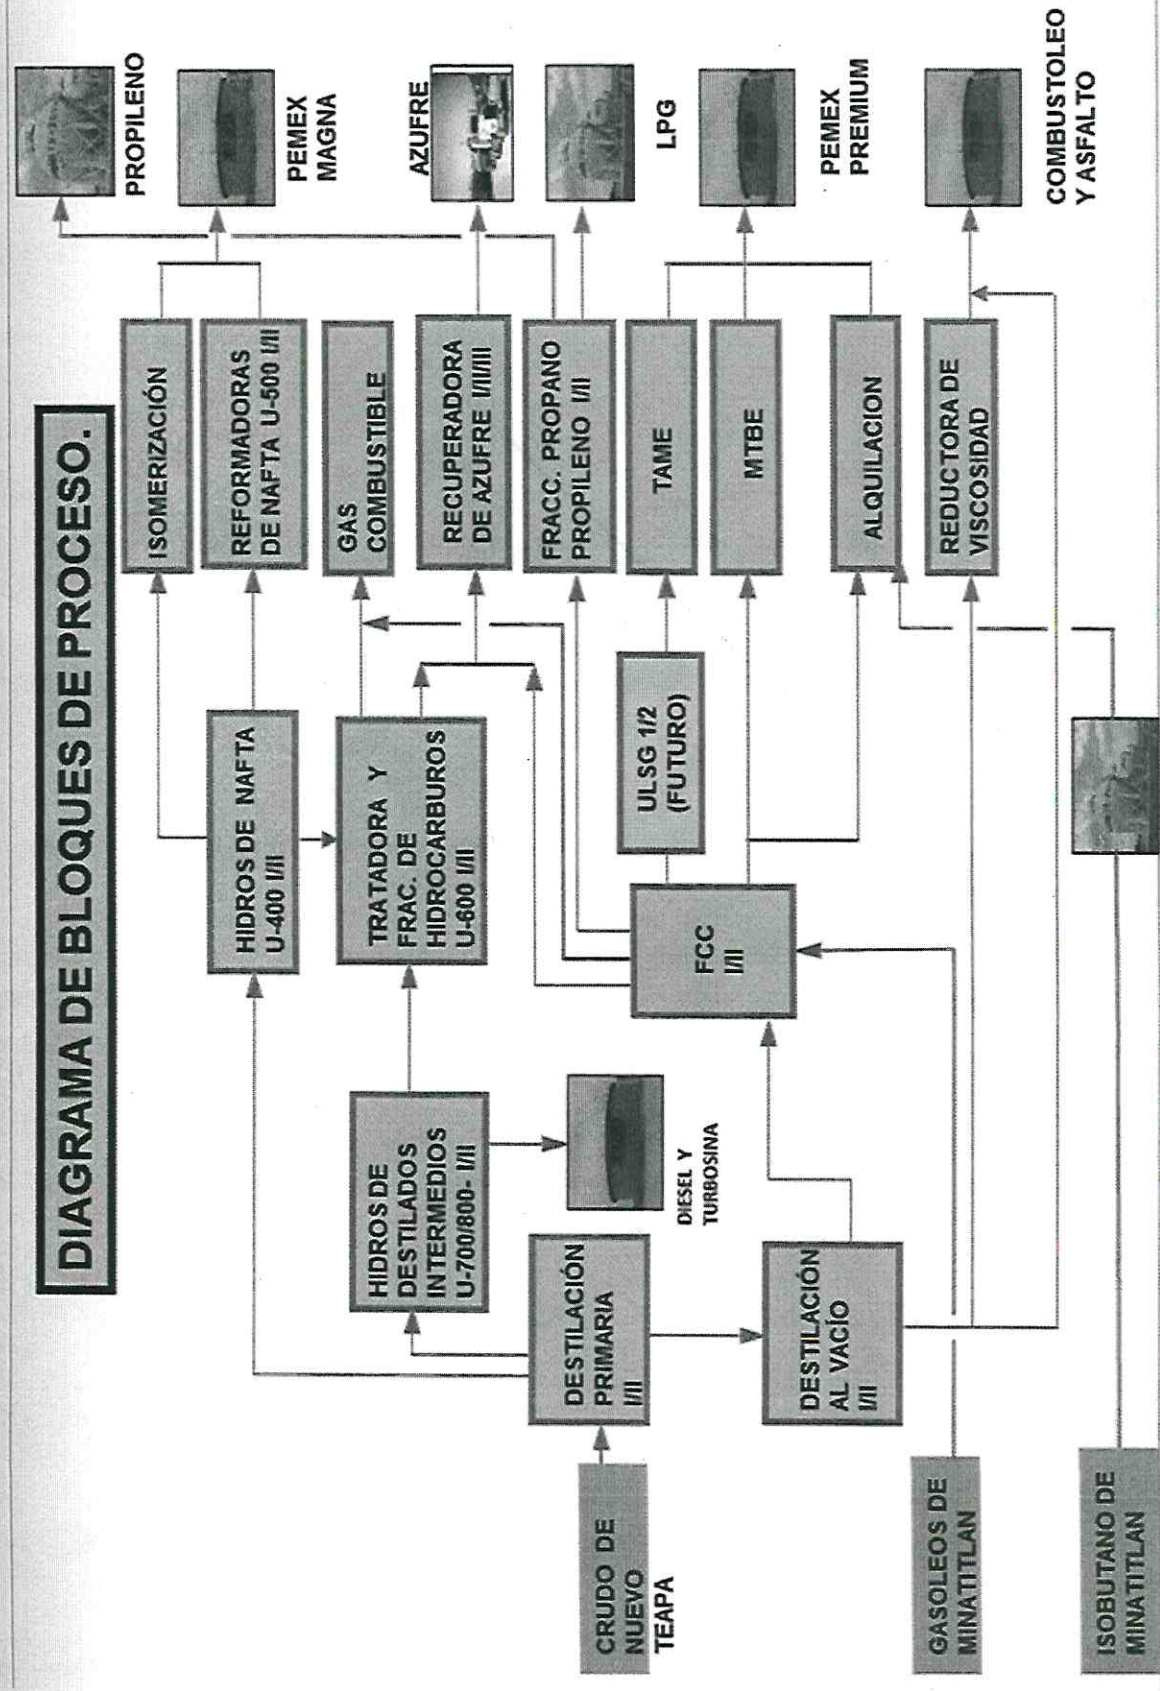 DIAGRAMA DE BLOQUES DE PROCESO.
CRUDO DE
NUEVO
TEAPA
GASOLEOS DE
MINATITLAN
ISOBUTANO DE
MINATITLAN
DESTILACIÓN
PRIMARIA
I/II
DESTILACIÓN
AL VACÍO
I/II
HIDROS DE
DESTILADOS
INTERMEDIOS
U-700/800- I/II
DIESEL Y
TURBOSINA
HIDROS DE NAFTA
U-400 I/II
TRATADORA Y
FRAC. DE
HIDROCARBUROS
U-600 I/II
FCC
I/II
ULSG 1/2
(FUTURO)
ISOMERIZACIÓN
REFORMADORAS
DE NAFTA U-500 I/II
GAS
COMBUSTIBLE
RECUPERADORA
DE AZUFRE I/II/III
FRACC. PROPANO
PROPILENO I/II
TAME
MTBE
ALQUILACION
REDUCTORA DE
VISCOSIDAD
PROPILENO
PEMEX
MAGNA
AZUFRE
LPG
PEMEX
PREMIUM
COMBUSTOLEO
Y ASFALTO